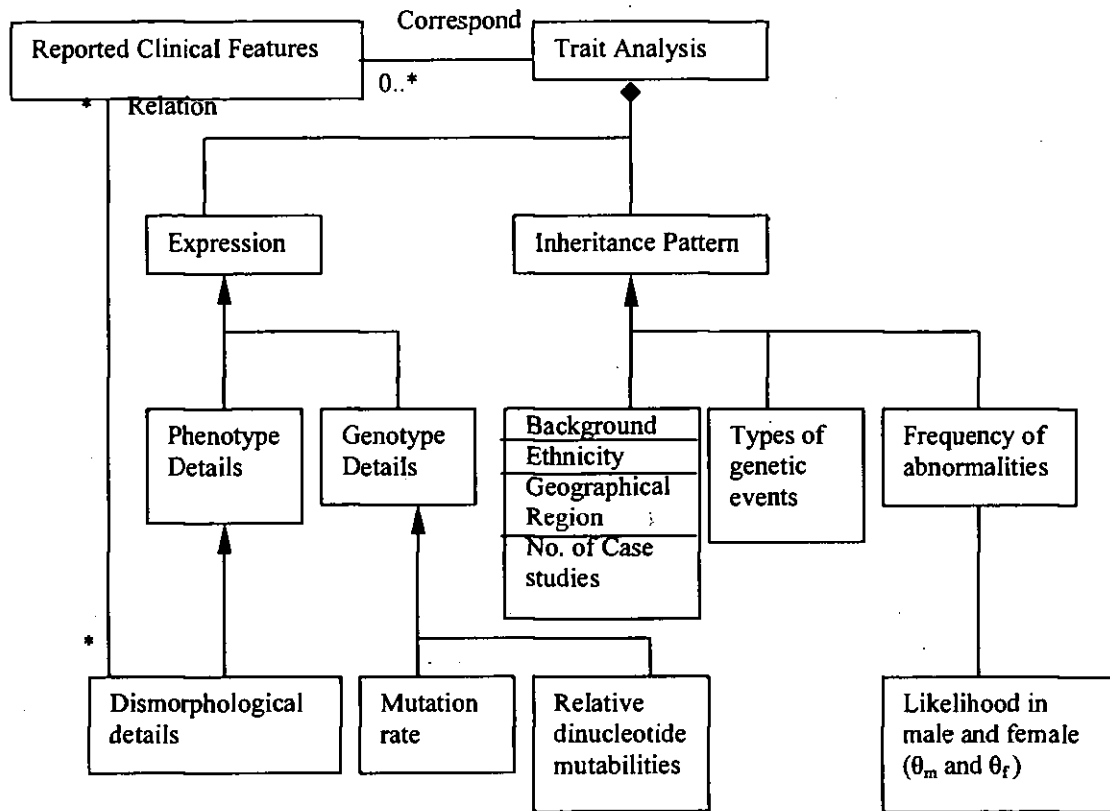 Correspond
Reported Clinical Features
Trait Analysis
0..*
* Relation
Expression
Inheritance Pattern
Phenotype
Details
Genotype
Details
Background
Ethnicity
Geographical
Region
No. of Case
studies
Types of
genetic
events
Frequency of
abnormalities
*
Dismorphological
details
Mutation
rate
Relative
dinucleotide
mutabilities
Likelihood in
male and female
(θm and θf)